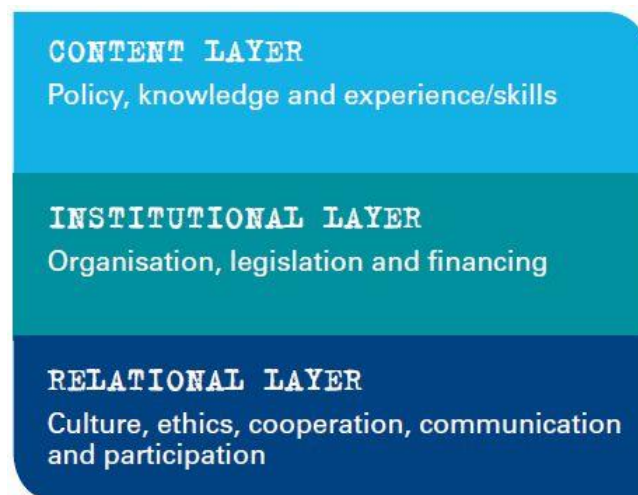 CONTENT LAYER
Policy, knowledge and experience/skills
INSTITUTIONAL LAYER
Organisation, legislation and financing
RELATIONAL LAYER
Culture, ethics, cooperation, communication
and participation